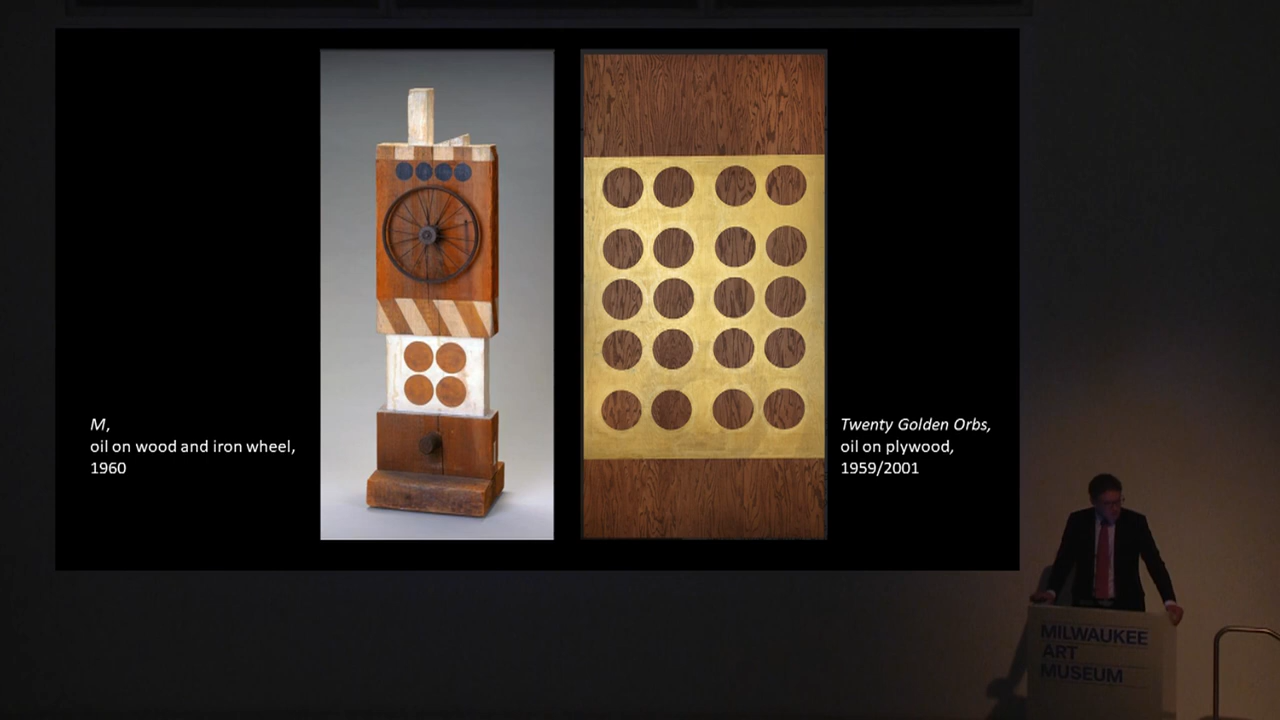 M,
oil on wood and iron wheel,
1960
Twenty Golden Orbs,
oil on plywood,
1959/2001
MILWAUKEE
ART
MUSEUM